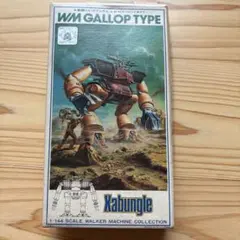 WM GALLOP TYPE
Xabungle
1/144 SCALE WALKER MACHINE COLLECTION